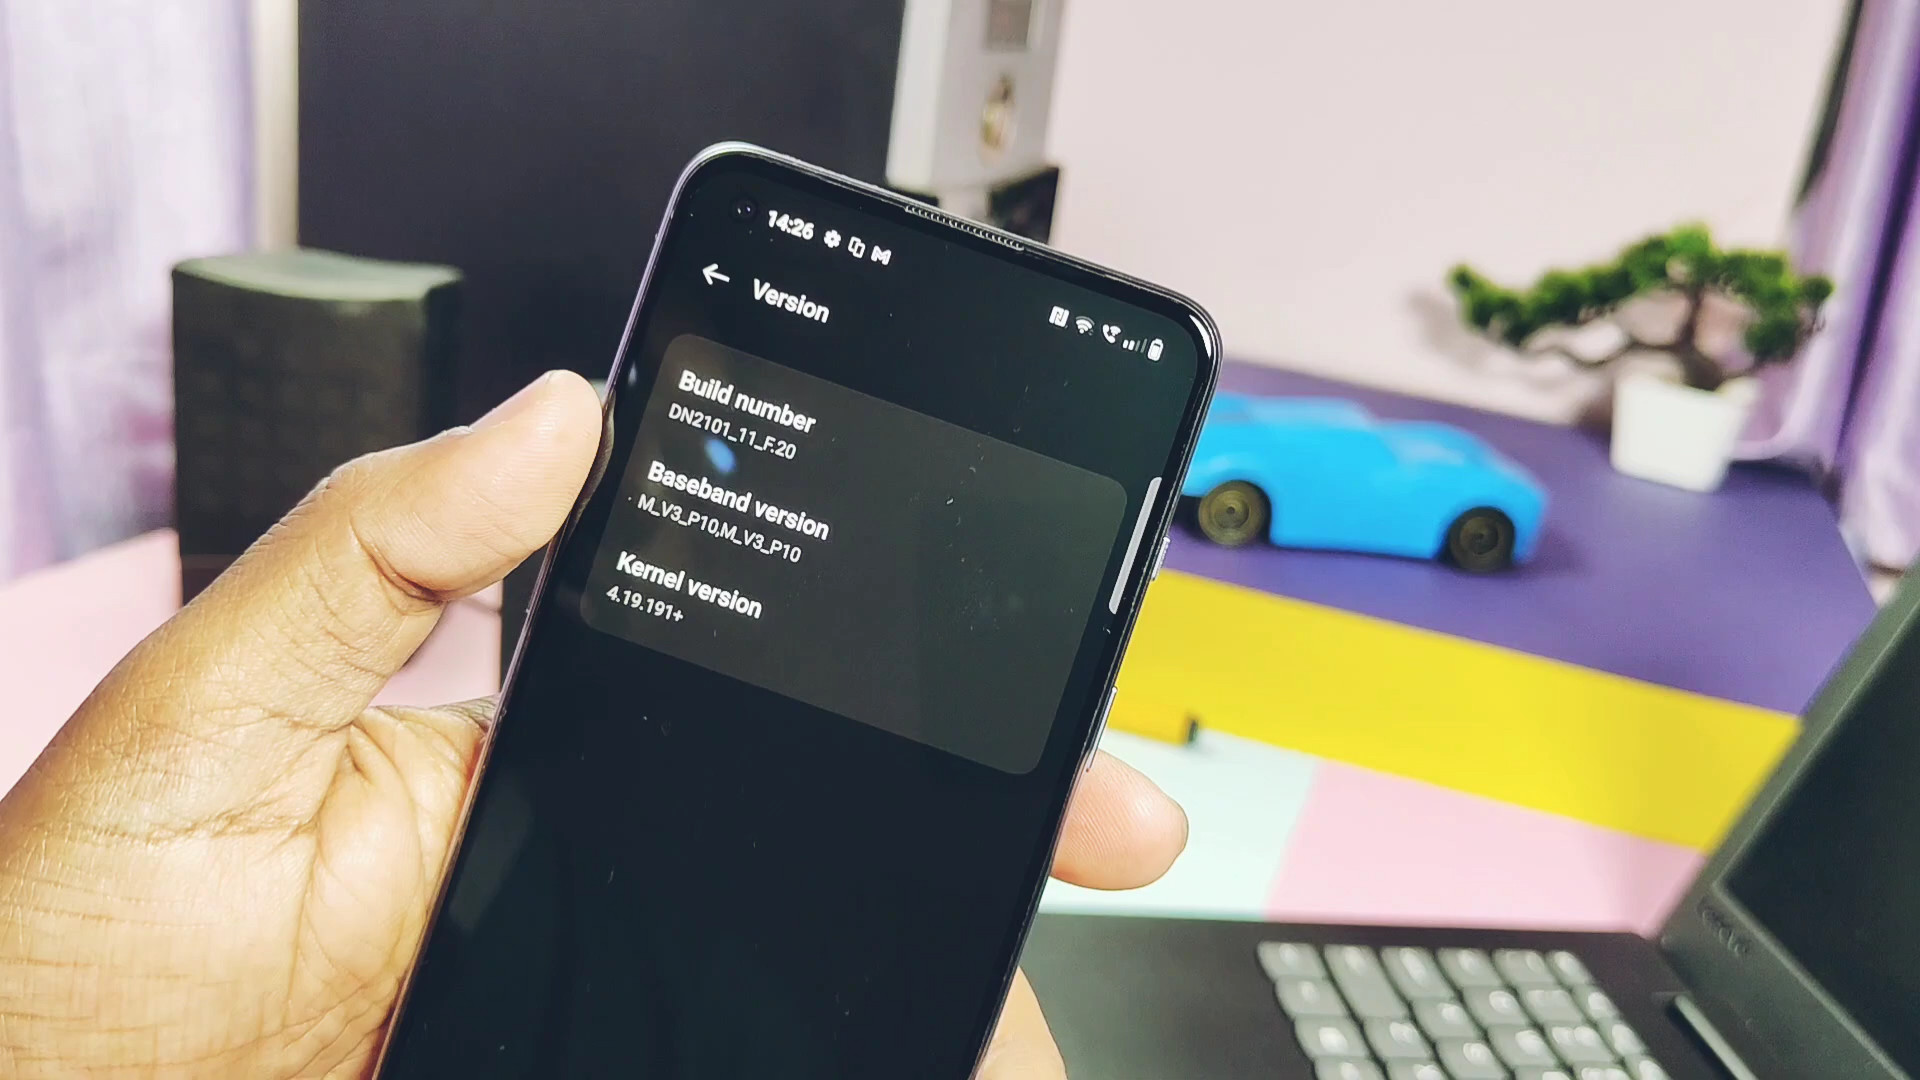 14:26
Version
Build number
DN2101_11_F.20
Baseband version
M_V3_P10,M_V3_P10
Kernel version
4.19.191+